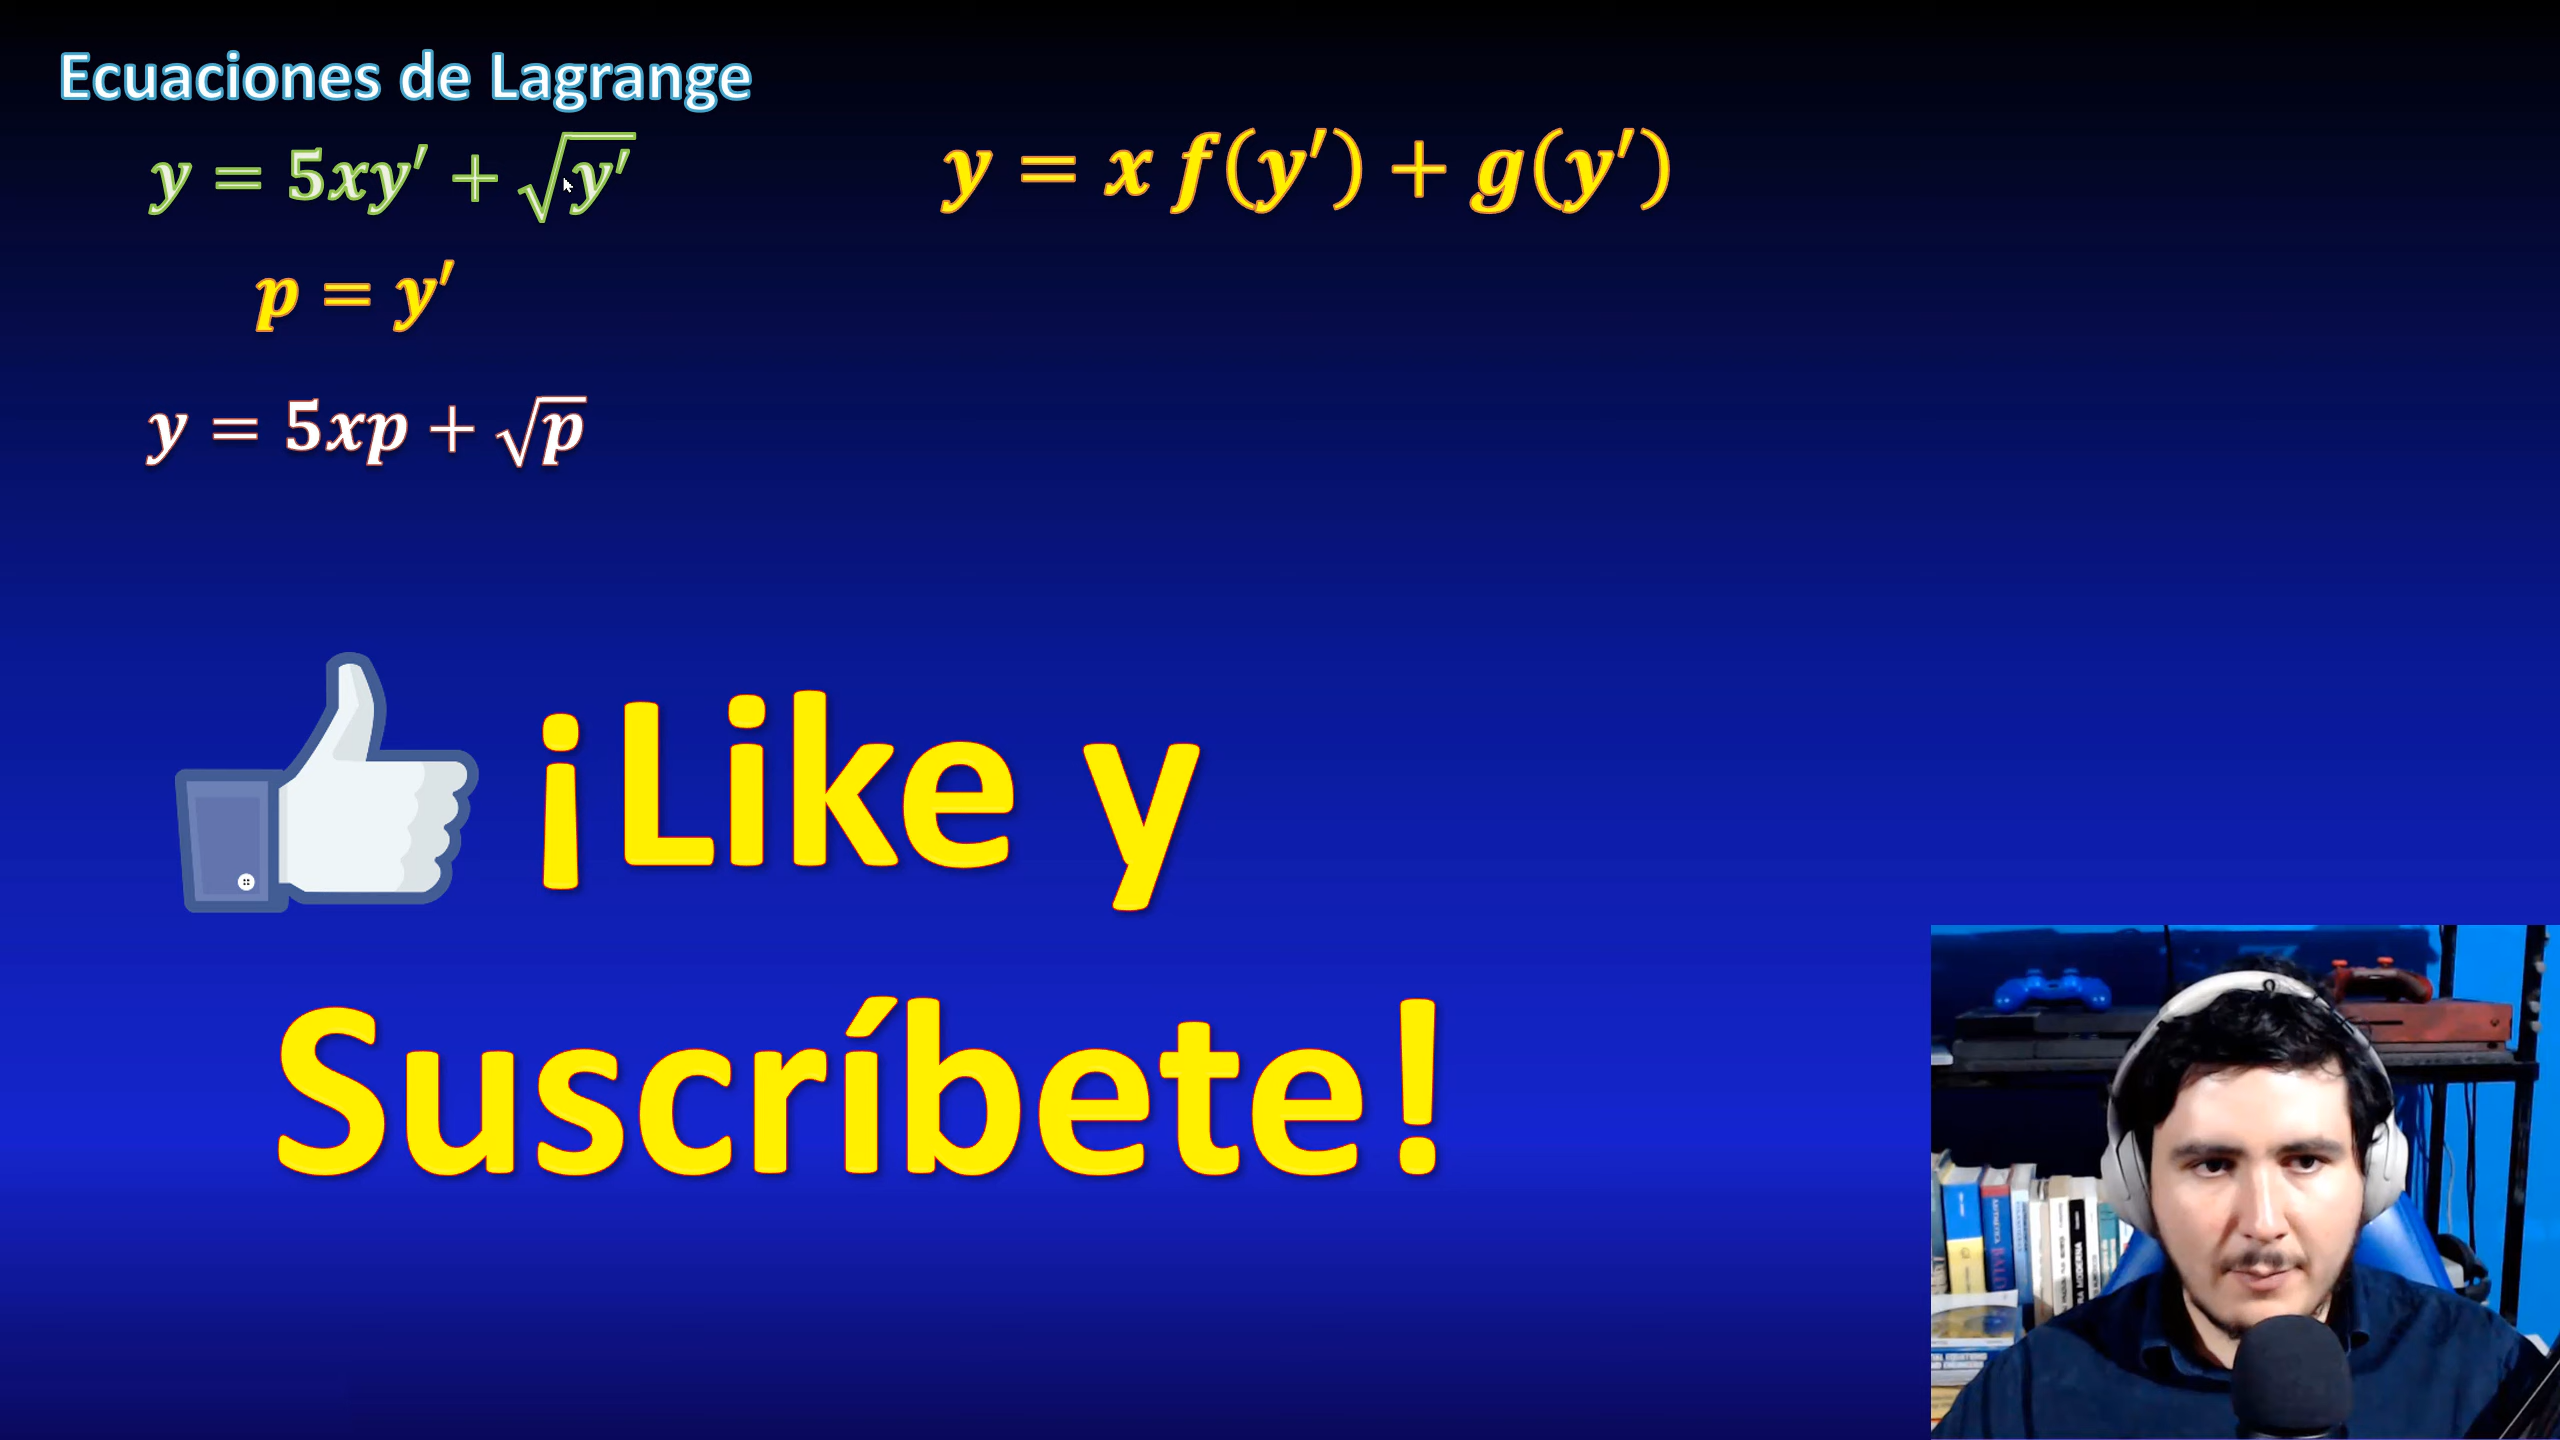 Ecuaciones de Lagrange
y = 5xy′ + √y′
y = x f(y′) + g(y′)
p = y′
y = 5xp + √p
¡Like y
Suscríbete!